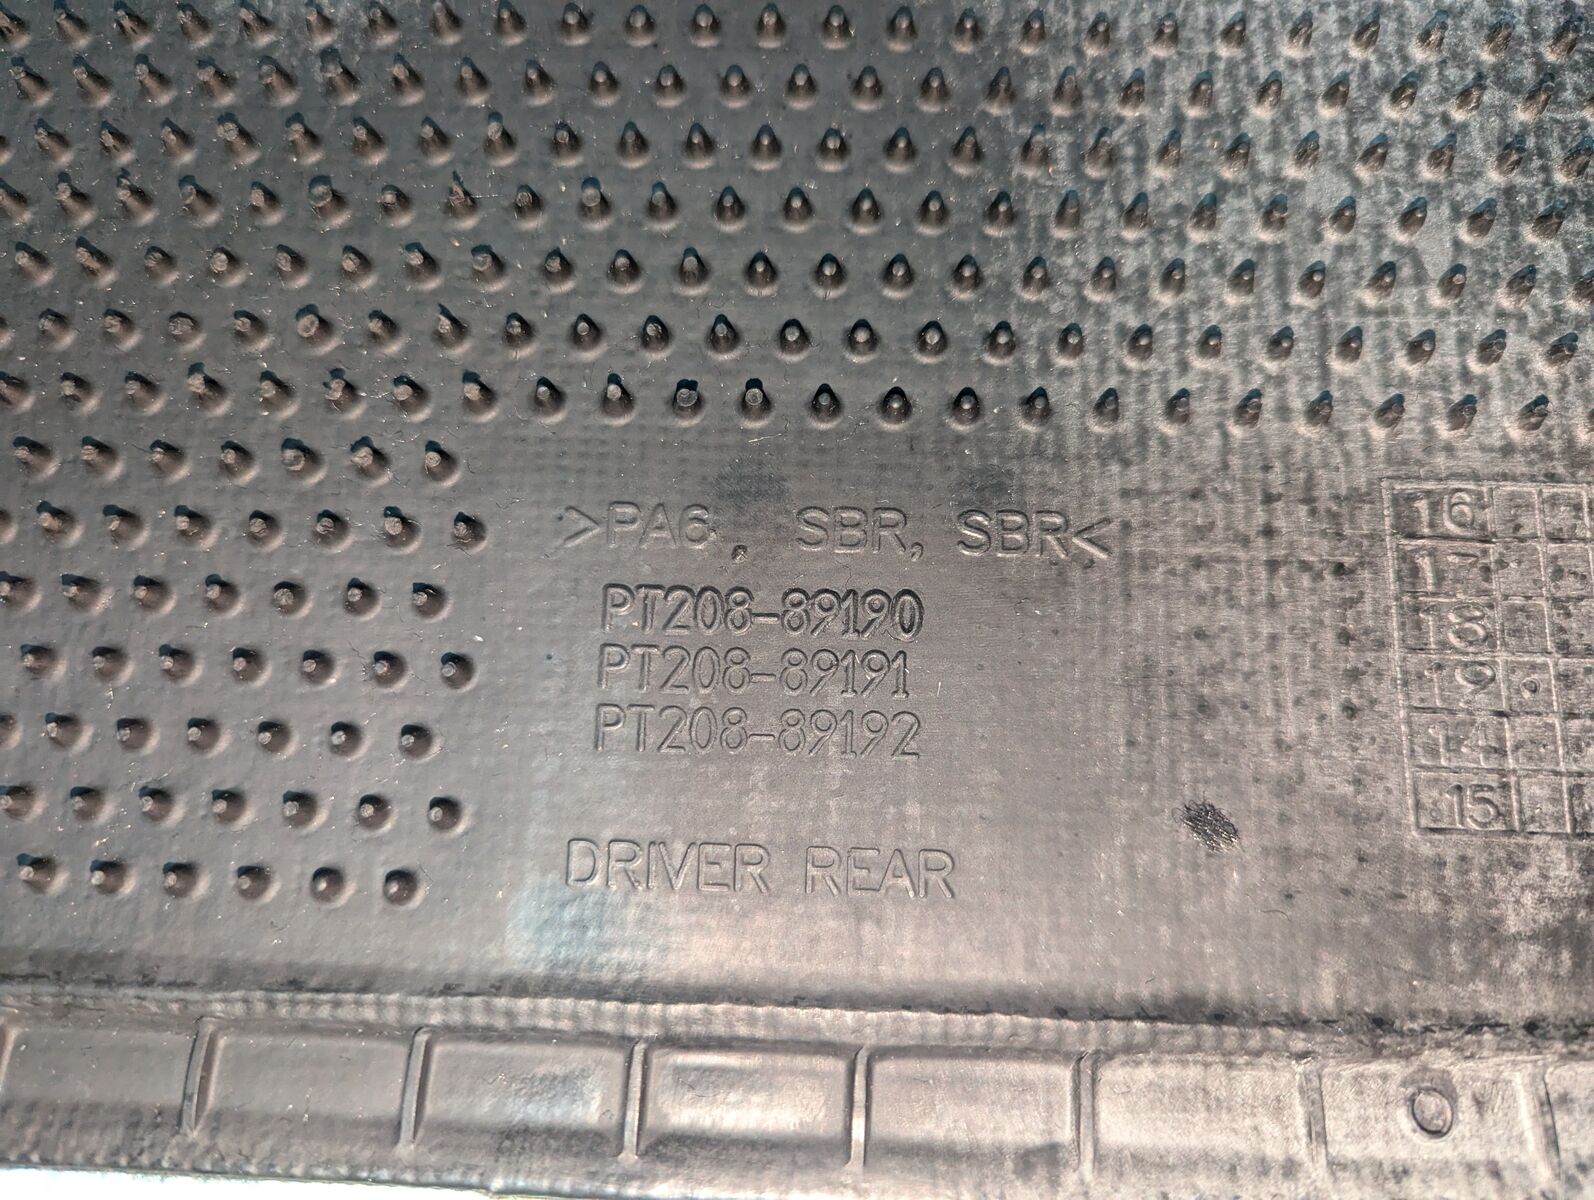 >PA6, SBR, SBR<
PT208-89190
PT208-89191
PT208-89192
DRIVER REAR
16
17
18
19
14
15